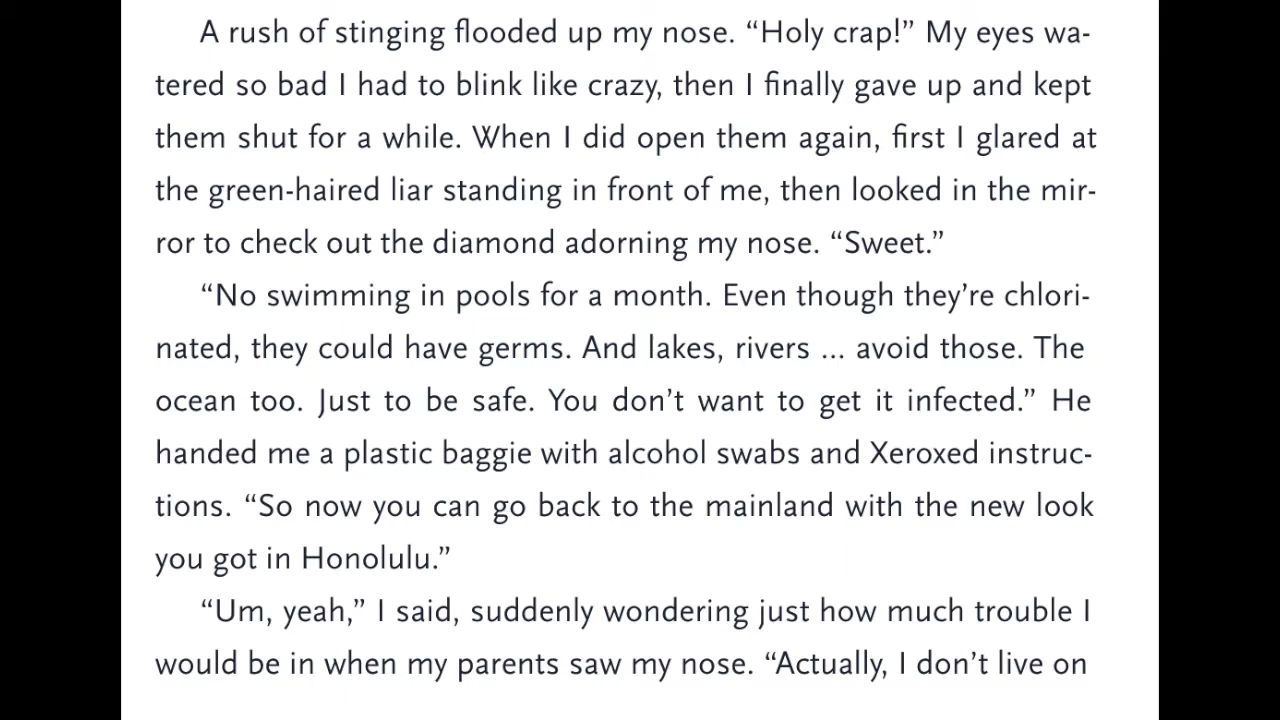 A rush of stinging flooded up my nose. “Holy crap!” My eyes wa-
tered so bad I had to blink like crazy, then I finally gave up and kept
them shut for a while. When I did open them again, first I glared at
the green-haired liar standing in front of me, then looked in the mir-
ror to check out the diamond adorning my nose. “Sweet.”
“No swimming in pools for a month. Even though they’re chlori-
nated, they could have germs. And lakes, rivers ... avoid those. The
ocean too. Just to be safe. You don’t want to get it infected.” He
handed me a plastic baggie with alcohol swabs and Xeroxed instruc-
tions. “So now you can go back to the mainland with the new look
you got in Honolulu.”
“Um, yeah,” I said, suddenly wondering just how much trouble I
would be in when my parents saw my nose. “Actually, I don’t live on